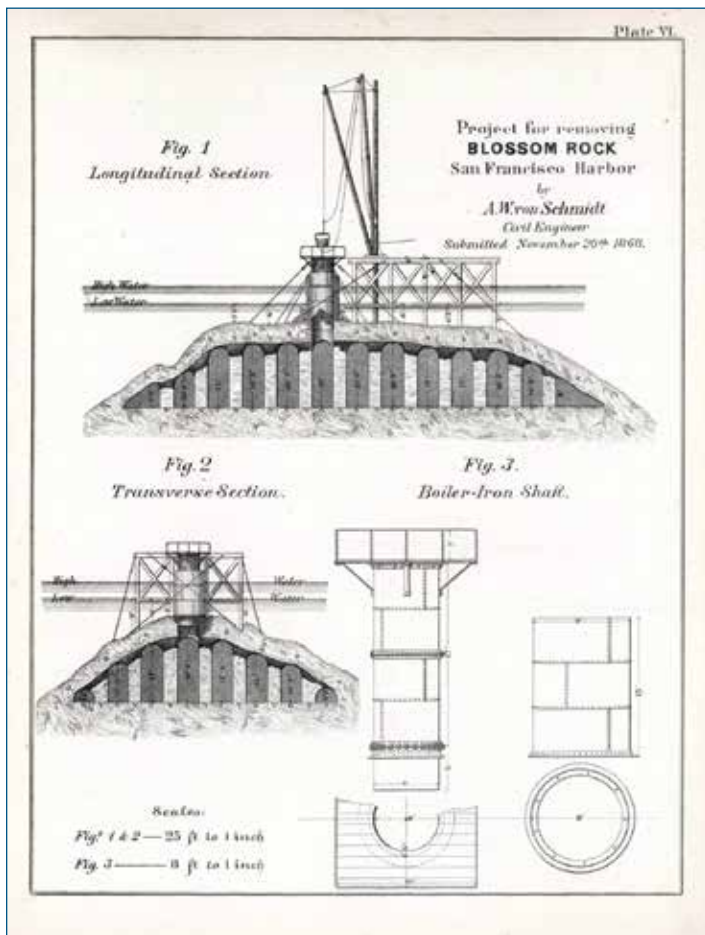 Plate VI.
Fig. 1
Longitudinal Section
Project for removing
BLOSSOM ROCK
San Francisco Harbor
by
A.W. von Schmidt
Civil Engineer
Submitted November 26th 1868.
High Water
Low Water
Fig. 2
Transverse Section.
Fig. 3.
Boiler-Iron Shaft.
High Water
Low Water
Scales:
Figs 1 & 2 — 25 ft to 1 inch
Fig. 3 — 8 ft to 1 inch